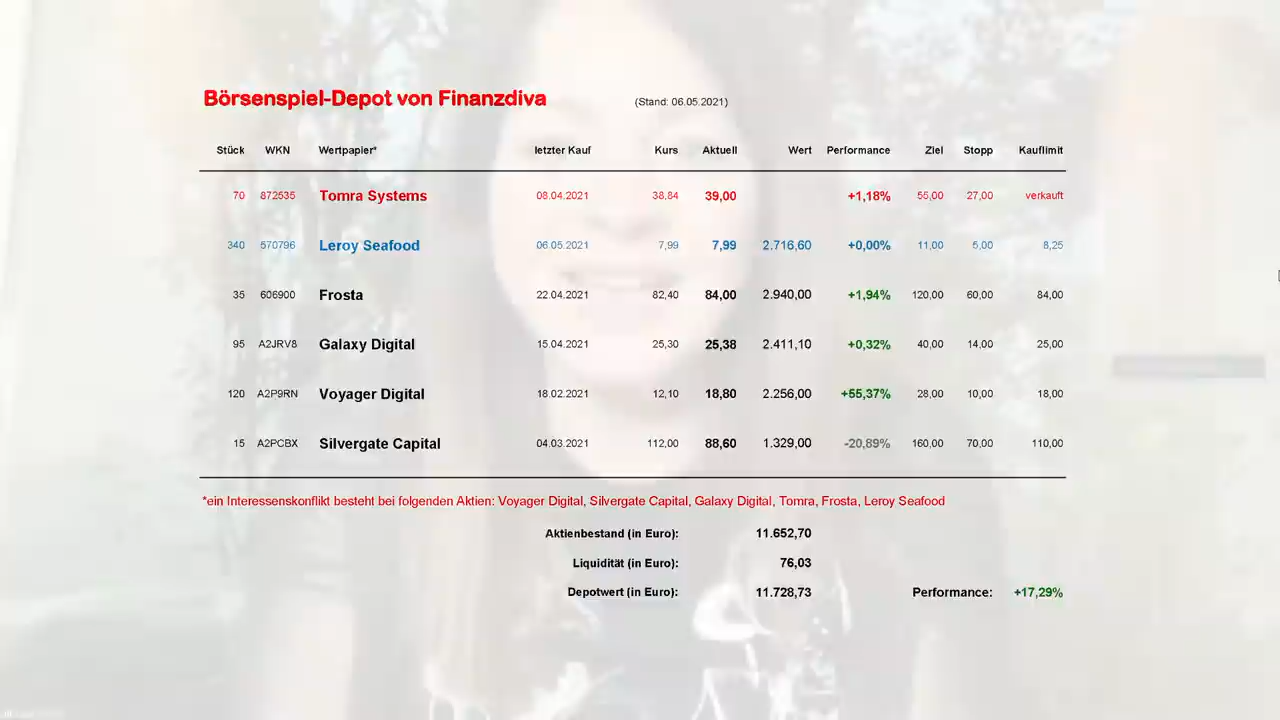 Börsenspiel-Depot von Finanzdiva (Stand: 06.05.2021)
Stück WKN Wertpapier* letzter Kauf Kurs Aktuell Wert Performance Ziel Stopp Kauflimit
70 872535 Tomra Systems 08.04.2021 38,84 39,00 +1,18% 55,00 27,00 verkauft
340 570796 Leroy Seafood 06.05.2021 7,99 7,99 2.716,60 +0,00% 11,00 5,00 8,25
35 606900 Frosta 22.04.2021 82,40 84,00 2.940,00 +1,94% 120,00 60,00 84,00
95 A2JRV8 Galaxy Digital 15.04.2021 25,30 25,38 2.411,10 +0,32% 40,00 14,00 25,00
120 A2P9RN Voyager Digital 18.02.2021 12,10 18,80 2.256,00 +55,37% 28,00 10,00 18,00
15 A2PCBX Silvergate Capital 04.03.2021 112,00 88,60 1.329,00 -20,89% 160,00 70,00 110,00
*ein Interessenskonflikt besteht bei folgenden Aktien: Voyager Digital, Silvergate Capital, Galaxy Digital, Tomra, Frosta, Leroy Seafood
Aktienbestand (in Euro): 11.652,70
Liquidität (in Euro): 76,03
Depotwert (in Euro): 11.728,73 Performance: +17,29%